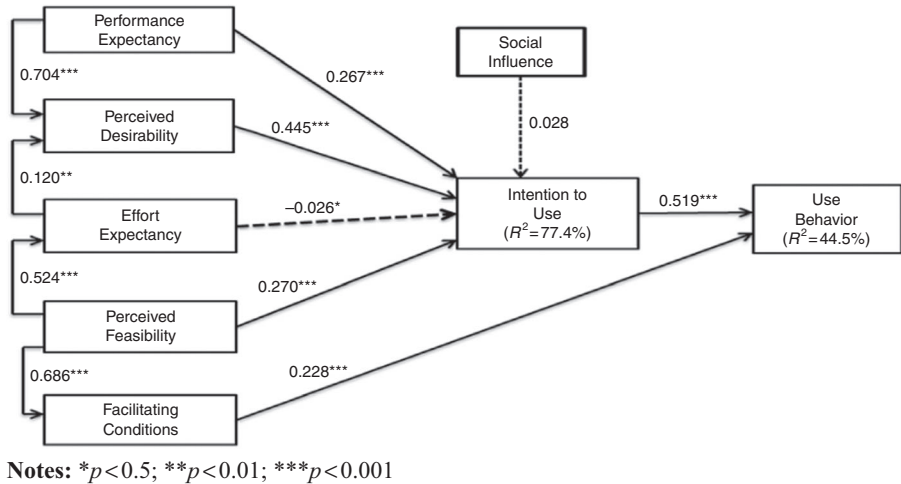 Performance
Expectancy
0.704***
0.267***
Social
Influence
Perceived
Desirability
0.445***
0.028
0.120**
Effort
Expectancy
–0.026*
Intention to
Use
(R²=77.4%)
0.519***
Use
Behavior
(R²=44.5%)
0.524***
0.270***
Perceived
Feasibility
0.686***
0.228***
Facilitating
Conditions
Notes: *p<0.5; **p<0.01; ***p<0.001